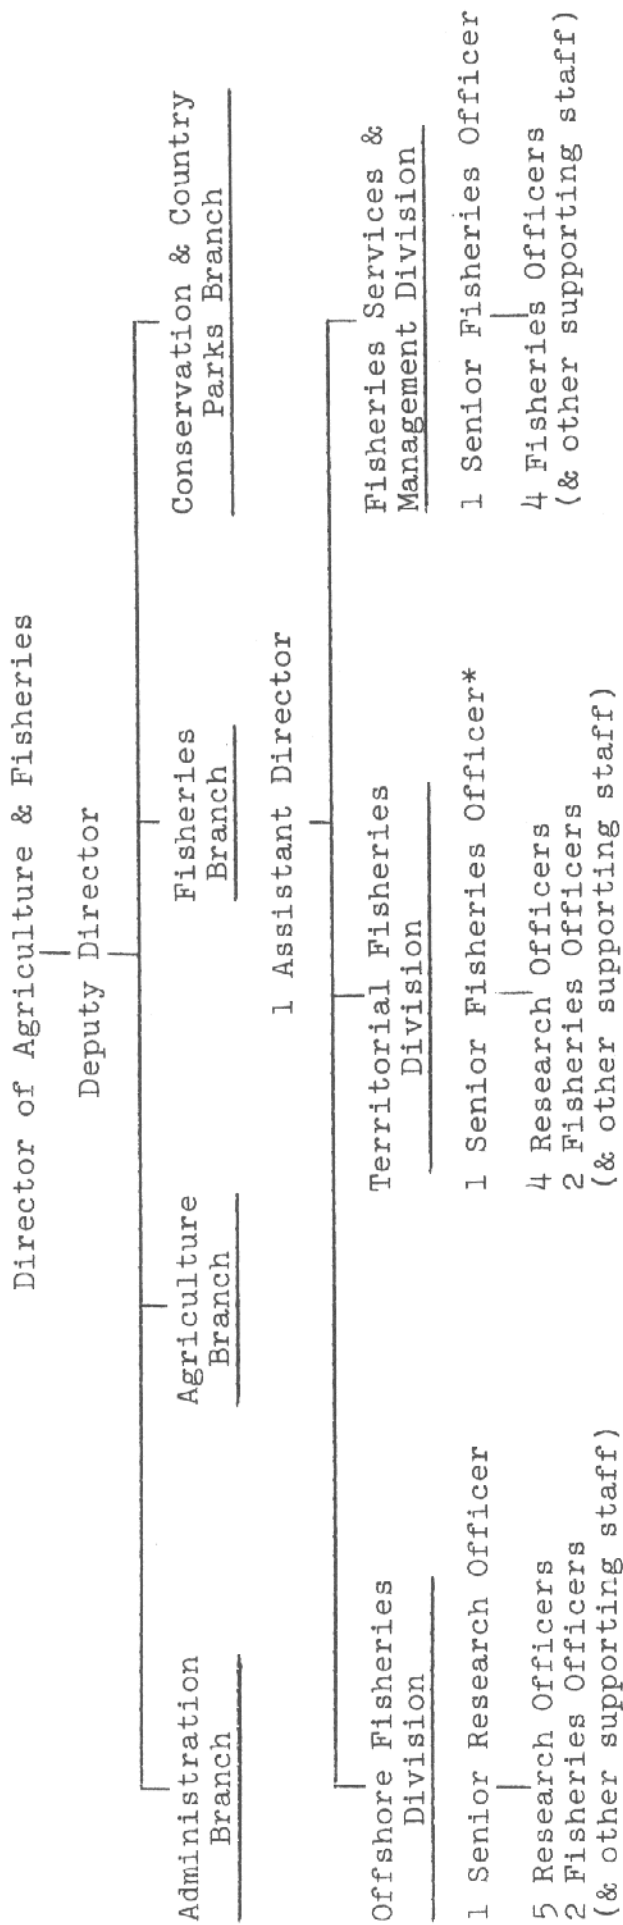 Director of Agriculture & Fisheries
Deputy Director
Administration
Branch
Agriculture
Branch
Fisheries
Branch
Conservation & Country
Parks Branch
1 Assistant Director
Offshore Fisheries
Division
1 Senior Research Officer
5 Research Officers
2 Fisheries Officers
(& other supporting staff)
Territorial Fisheries
Division
1 Senior Fisheries Officer*
4 Research Officers
2 Fisheries Officers
(& other supporting staff)
Fisheries Services &
Management Division
1 Senior Fisheries Officer
4 Fisheries Officers
(& other supporting staff)